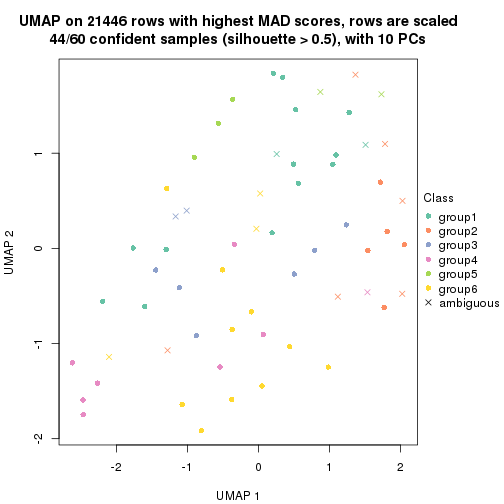 UMAP on 21446 rows with highest MAD scores, rows are scaled
44/60 confident samples (silhouette > 0.5), with 10 PCs
1
0
-1
-2
UMAP 2
-2
-1
0
1
2
UMAP 1
Class
group1
group2
group3
group4
group5
group6
ambiguous